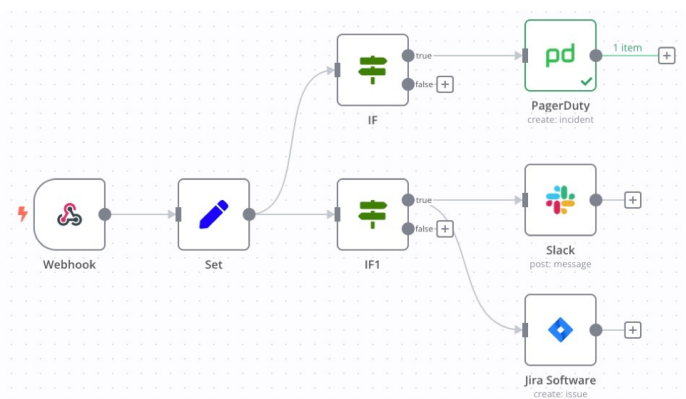 true
false
IF
pd
1 item
PagerDuty
create: incident
Webhook
Set
true
false
IF1
Slack
post: message
Jira Software
create: issue